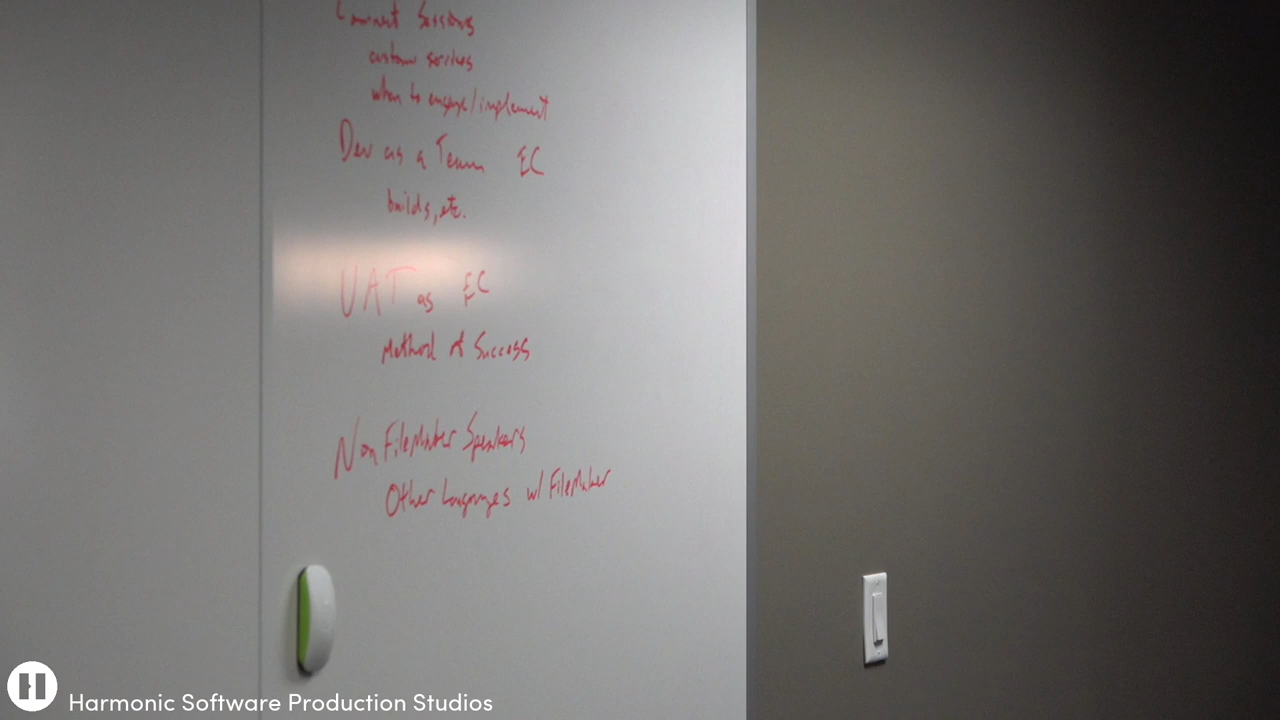 Sessions
custom services
when to engage/implement
Dev as a Team EC
builds, etc.
UAT as EC
Method of Success
Non FileMaker Speakers
Other Languages w/ FileMaker
Harmonic Software Production Studios